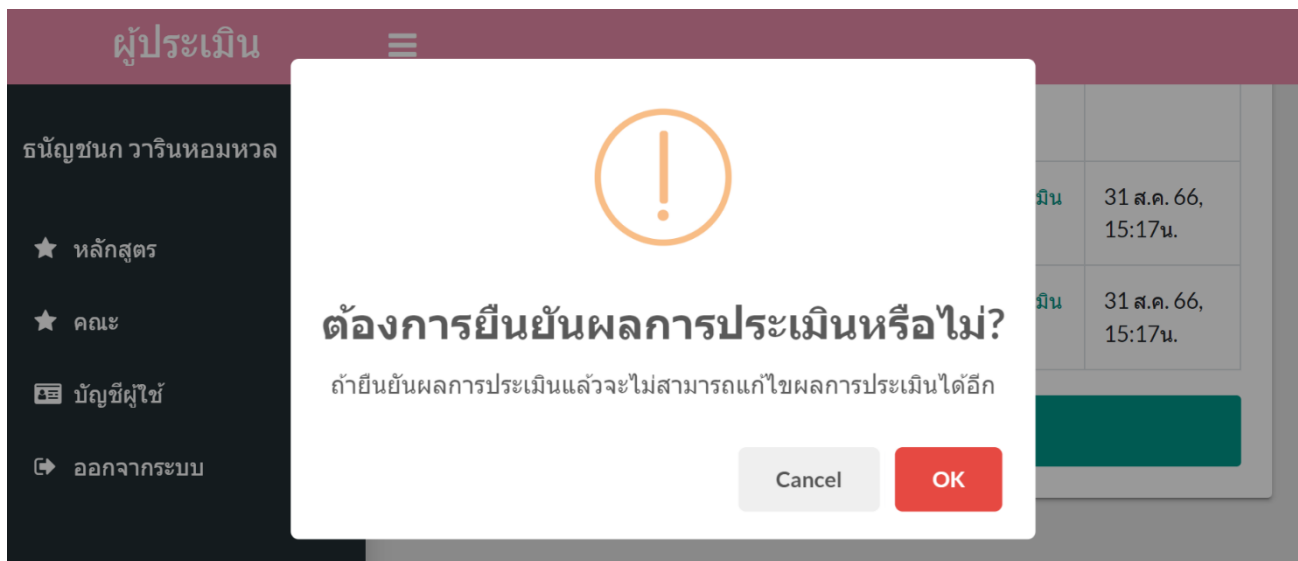 ผู้ประเมิน
ธนัญชนก วารินหอมหวล
หลักสูตร
คณะ
บัญชีผู้ใช้
ออกจากระบบ
ต้องการยืนยันผลการประเมินหรือไม่?
ถ้ายืนยันผลการประเมินแล้วจะไม่สามารถแก้ไขผลการประเมินได้อีก
Cancel
OK
มิน
31 ส.ค. 66,
15:17น.
มิน
31 ส.ค. 66,
15:17น.